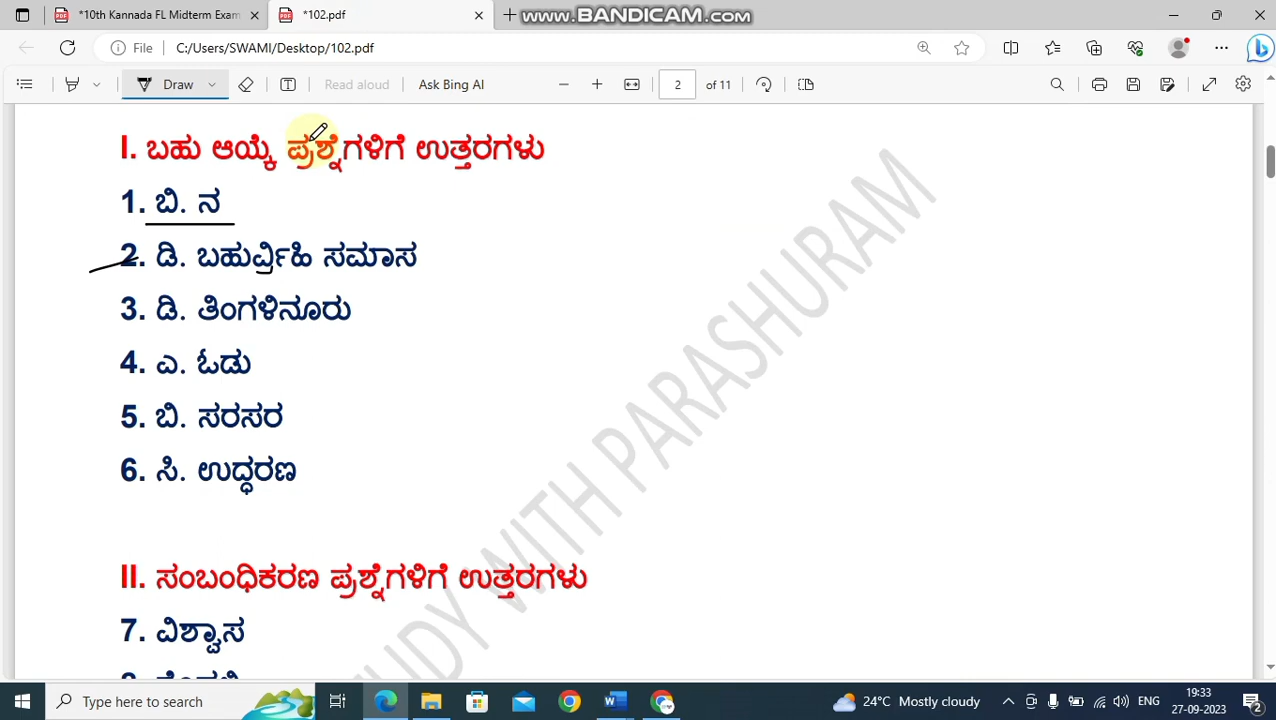 *10th Kannada FL Midterm Exam
*102.pdf
www.BANDICAM.com
File C:/Users/SWAMI/Desktop/102.pdf
Draw
Read aloud
Ask Bing AI
2 of 11
I. ಬಹು ಆಯ್ಕೆ ಪ್ರಶ್ನೆಗಳಿಗೆ ಉತ್ತರಗಳು
1. ಬಿ. ನ
2. ಡಿ. ಬಹುರ್ವ್ರಿಹಿ ಸಮಾಸ
3. ಡಿ. ತಿಂಗಳಿನೂರು
4. ಎ. ಓಡು
5. ಬಿ. ಸರಸರ
6. ಸಿ. ಉದ್ಧರಣ
II. ಸಂಬಂಧಿಕರಣ ಪ್ರಶ್ನೆಗಳಿಗೆ ಉತ್ತರಗಳು
7. ವಿಶ್ವಾಸ
STUDY WITH PARASHURAM
Type here to search
24°C Mostly cloudy
ENG
19:33
27-09-2023
2